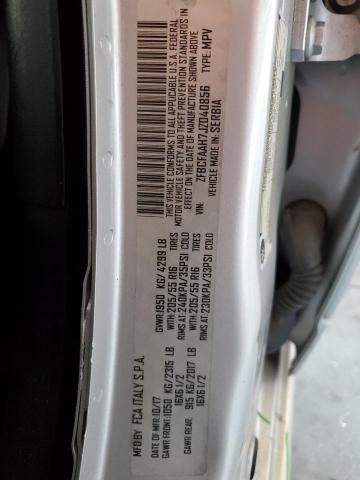 MFD BY FCA ITALY S.P.A.
DATE OF MFR:10/17 GVWR:1950 KG/4299 LB
GAWR FRONT:1050 KG/2315 LB WITH:205/55 R16 TIRES
16X6 1/2 RIMS AT:240KPA/35PSI COLD
GAWR REAR: 915 KG/2017 LB WITH:205/55 R16 TIRES
16X6 1/2 RIMS AT:230KPA/33PSI COLD
THIS VEHICLE CONFORMS TO ALL APPLICABLE U.S.A. FEDERAL
MOTOR VEHICLE SAFETY AND BUMPER AND THEFT PREVENTION STANDARDS IN
EFFECT ON THE DATE OF MANUFACTURE SHOWN ABOVE
VIN: ZFBCFAAH7JZ040856 TYPE: MPV
VEHICLE MADE IN: SERBIA